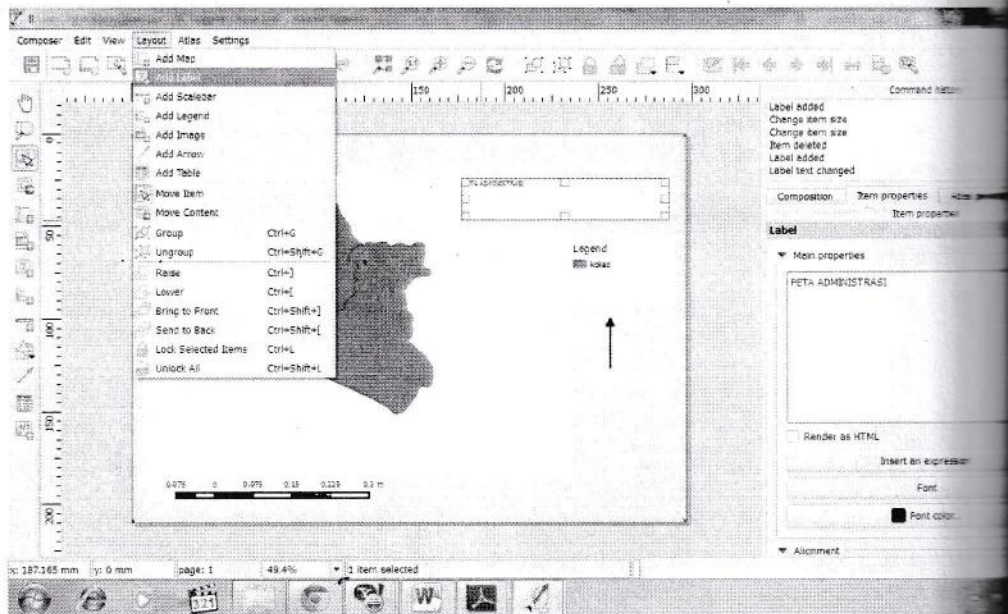 Composer Edit View Layout Atlas Settings
Add Map
Add Label
Add Scalebar
Add Legend
Add Image
Add Arrow
Add Table
Move Item
Move Content
Group Ctrl+G
Ungroup Ctrl+Shift+G
Raise Ctrl+]
Lower Ctrl+[
Bring to Front Ctrl+Shift+]
Send to Back Ctrl+Shift+[
Lock Selected Items Ctrl+L
Unlock All Ctrl+Shift+L
150 200 250 300
0
50
100
150
200
Legend
0.075 0 0.075 0.15 0.225 0.3 m
Command
Label added
Change item size
Change item size
Item deleted
Label added
Label text changed
Composition Item properties
Item properties
Label
Main properties
PETA ADMINISTRASI
Render as HTML
Insert an expression
Font
Font color...
Alignment
x: 187.365 mm y: 0 mm page: 1 49.4% 1 item selected
321
W